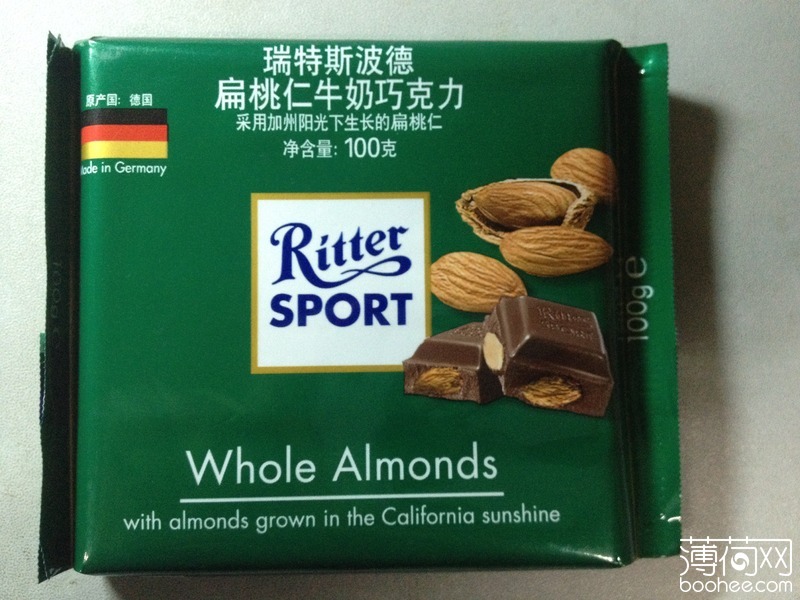 瑞特斯波德
扁桃仁牛奶巧克力
采用加州阳光下生长的扁桃仁
净含量: 100克
原产国: 德国
Made in Germany
Ritter
SPORT
Ritter
100g e
Whole Almonds
with almonds grown in the California sunshine
薄荷网
boohee.com